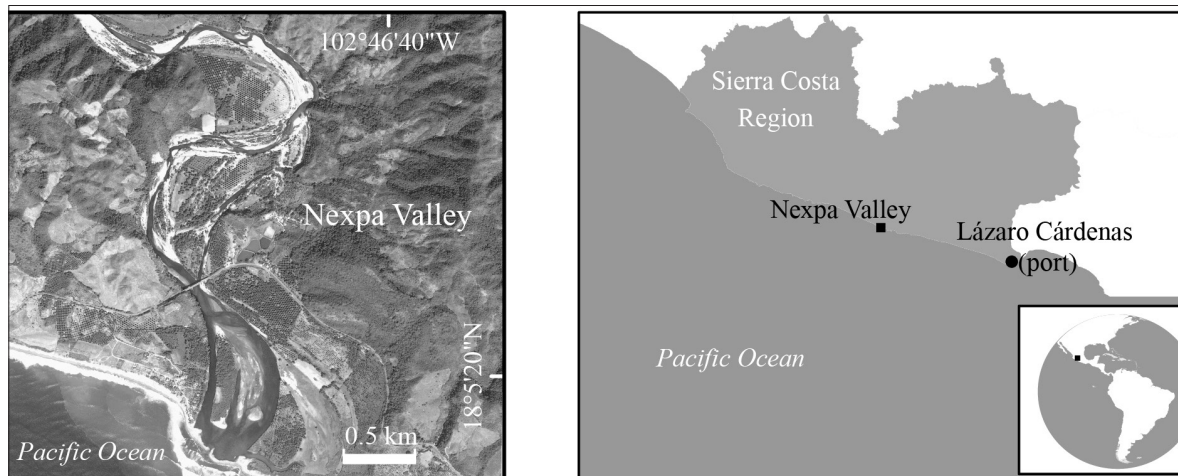 102°46'40"W
Nexpa Valley
18°5'20"N
0.5 km
Pacific Ocean
Sierra Costa
Region
Nexpa Valley
Lázaro Cárdenas
(port)
Pacific Ocean